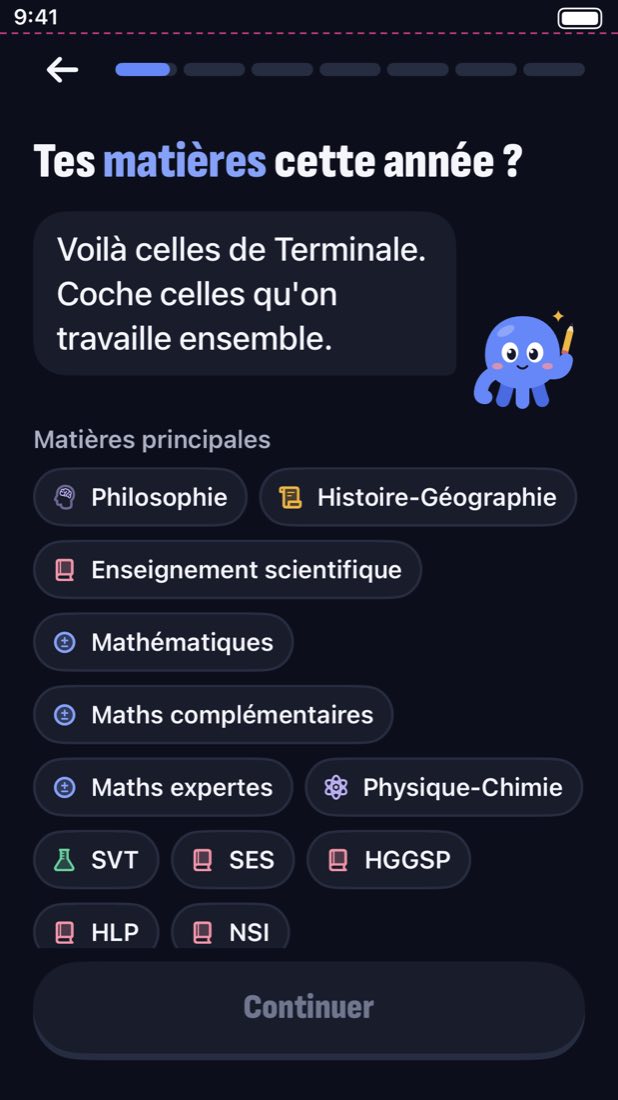 9:41
Tes matières cette année ?
Voilà celles de Terminale.
Coche celles qu'on
travaille ensemble.
Matières principales
Philosophie
Histoire-Géographie
Enseignement scientifique
Mathématiques
Maths complémentaires
Maths expertes
Physique-Chimie
SVT
SES
HGGSP
HLP
NSI
Continuer